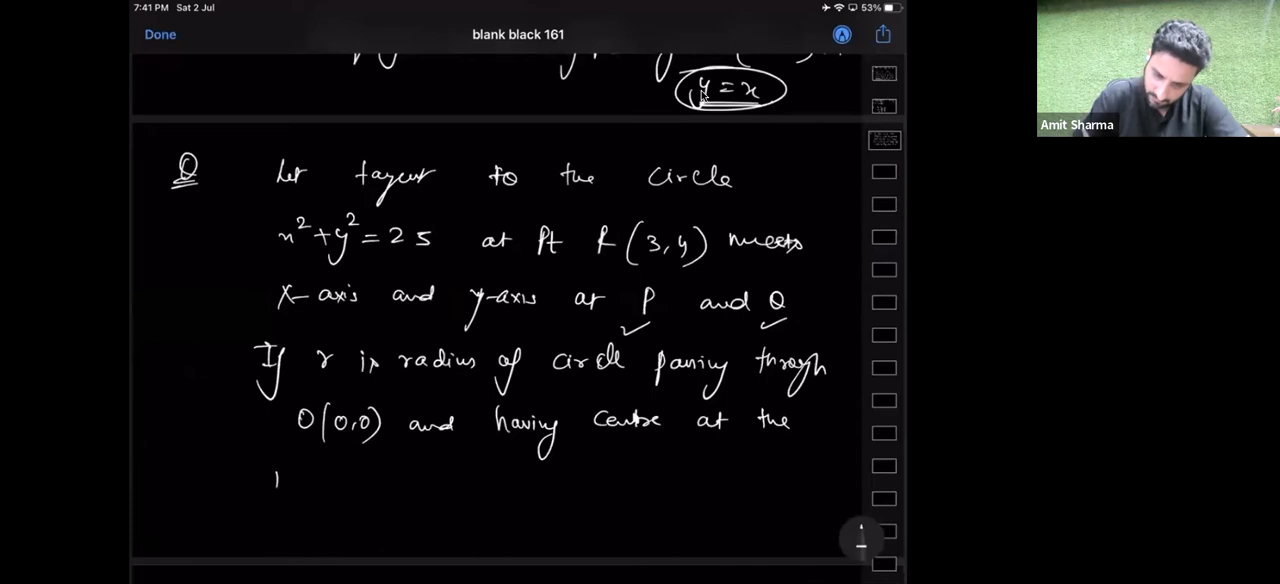 7:41 PM Sat 2 Jul
53%
Done
blank black 161
y = x
Amit Sharma
Q Let tangent to the circle
x² + y² = 25 at Pt R (3, 4) meets
X-axis and y-axis at P and Q
If r is radius of circle passing through
O(0,0) and having centre at the